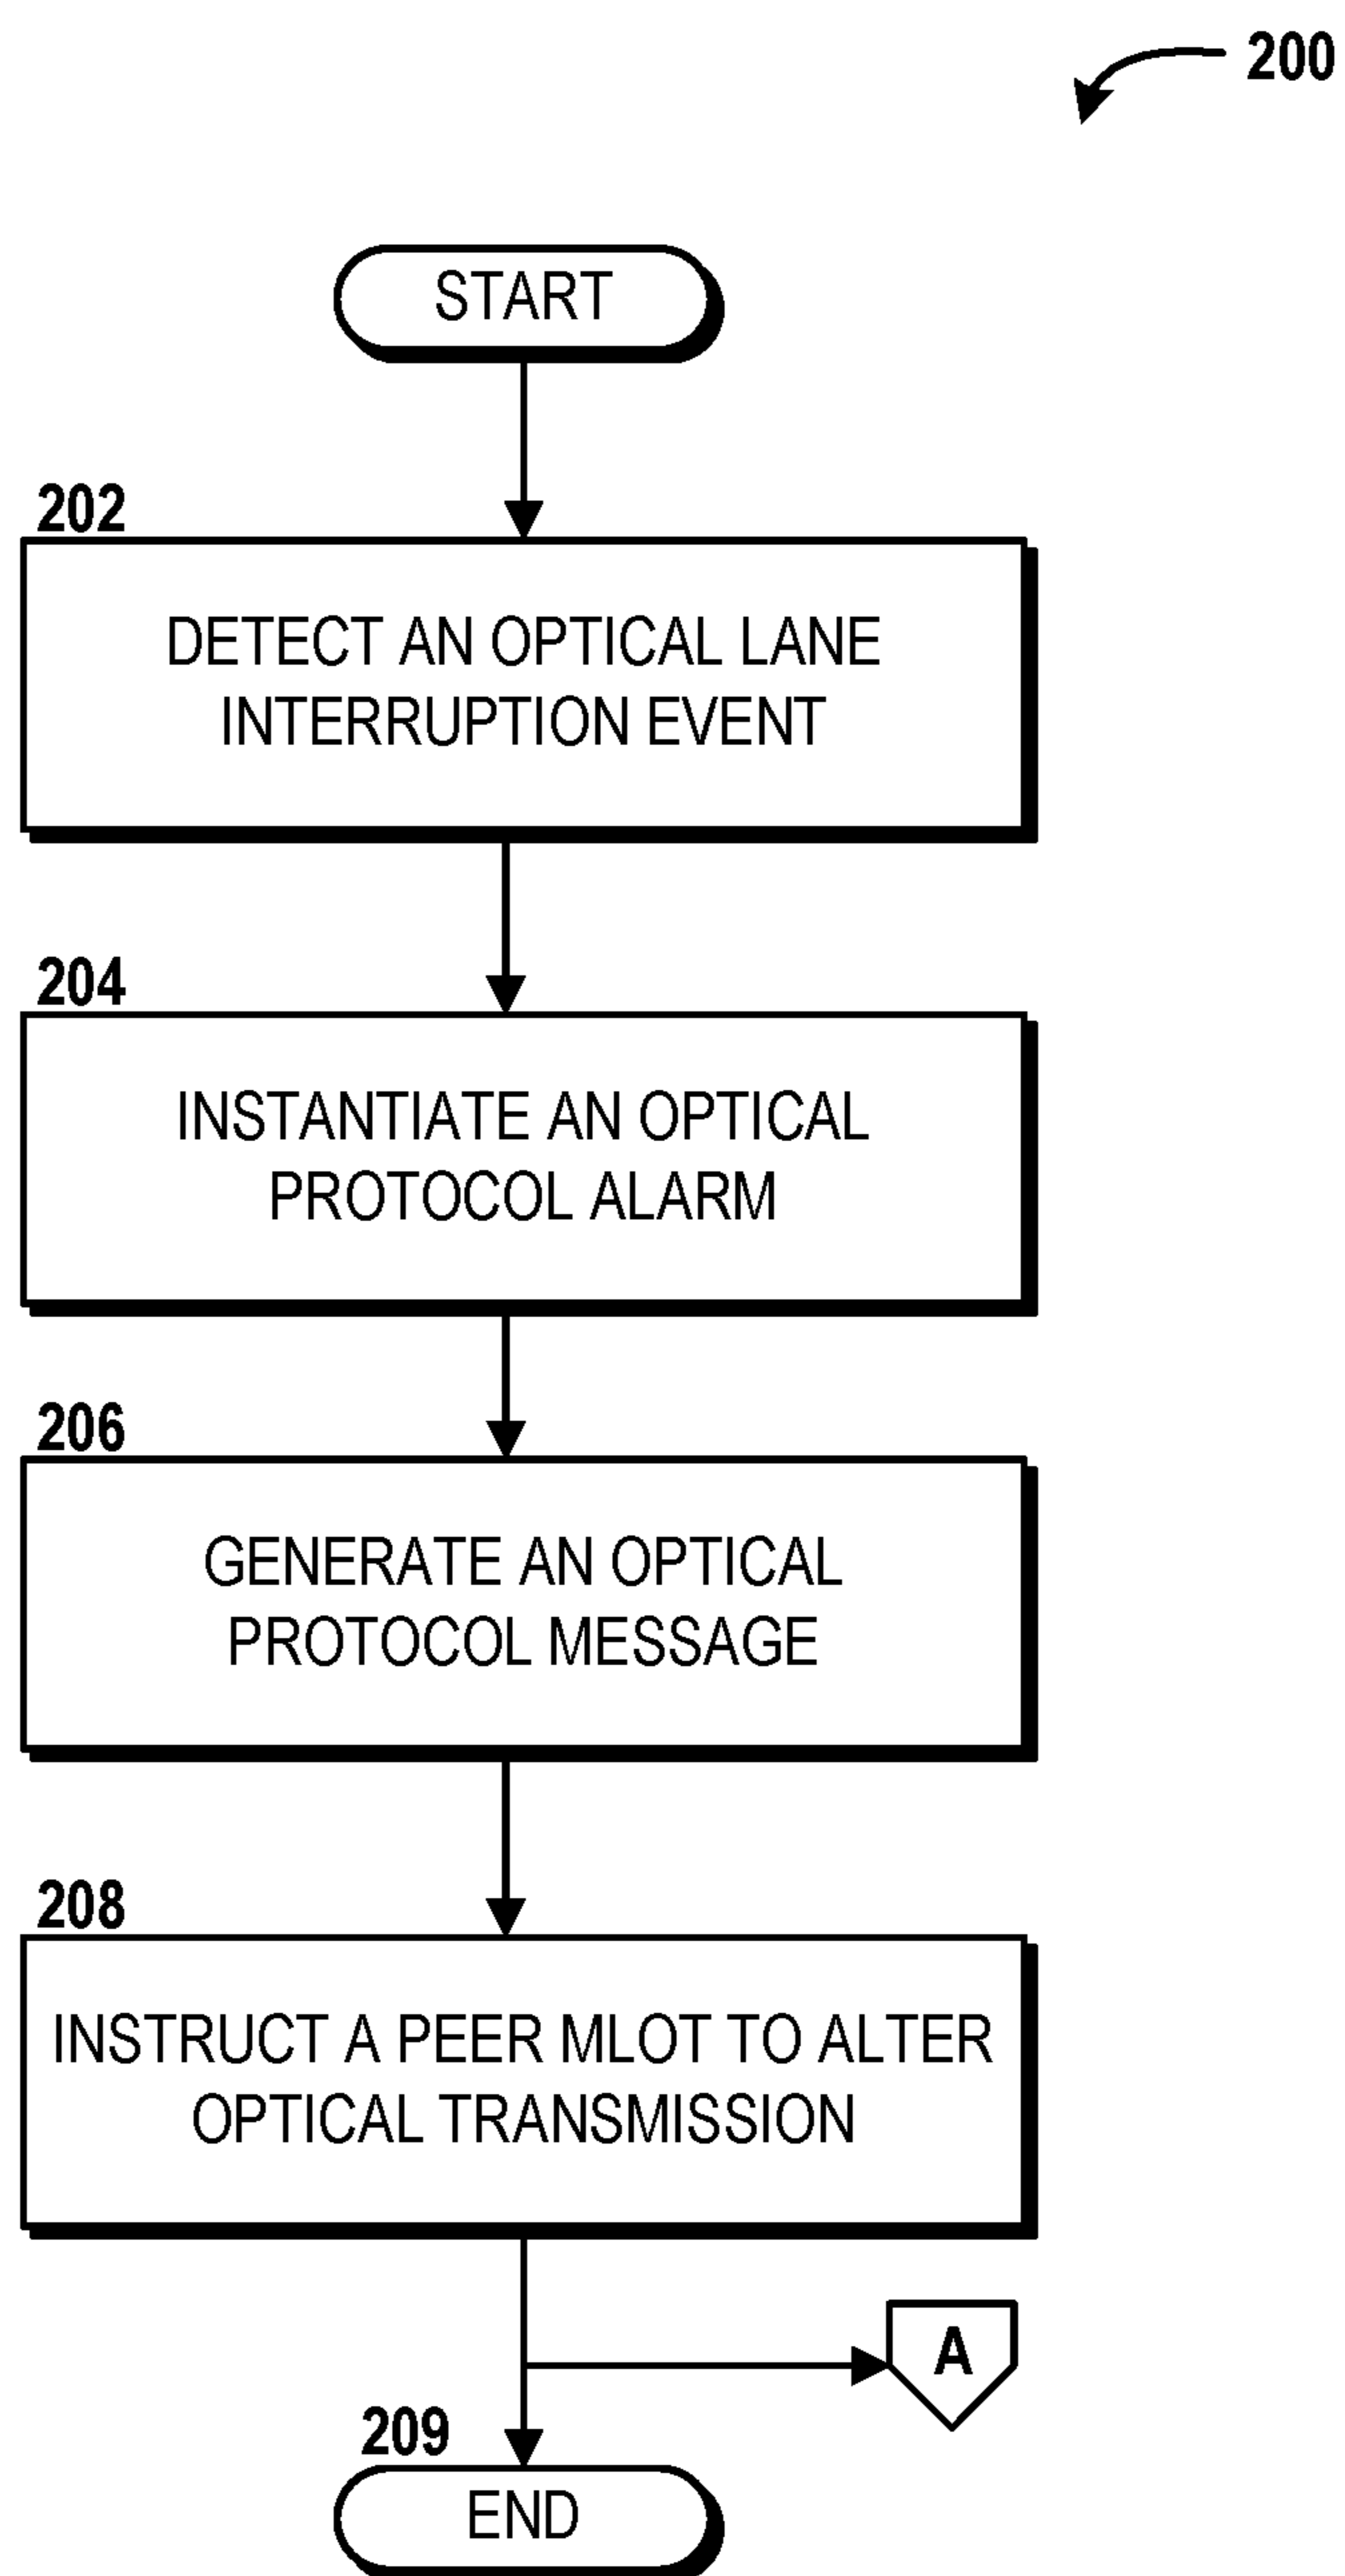 200
START
202
DETECT AN OPTICAL LANE
INTERRUPTION EVENT
204
INSTANTIATE AN OPTICAL
PROTOCOL ALARM
206
GENERATE AN OPTICAL
PROTOCOL MESSAGE
208
INSTRUCT A PEER MLOT TO ALTER
OPTICAL TRANSMISSION
A
209
END